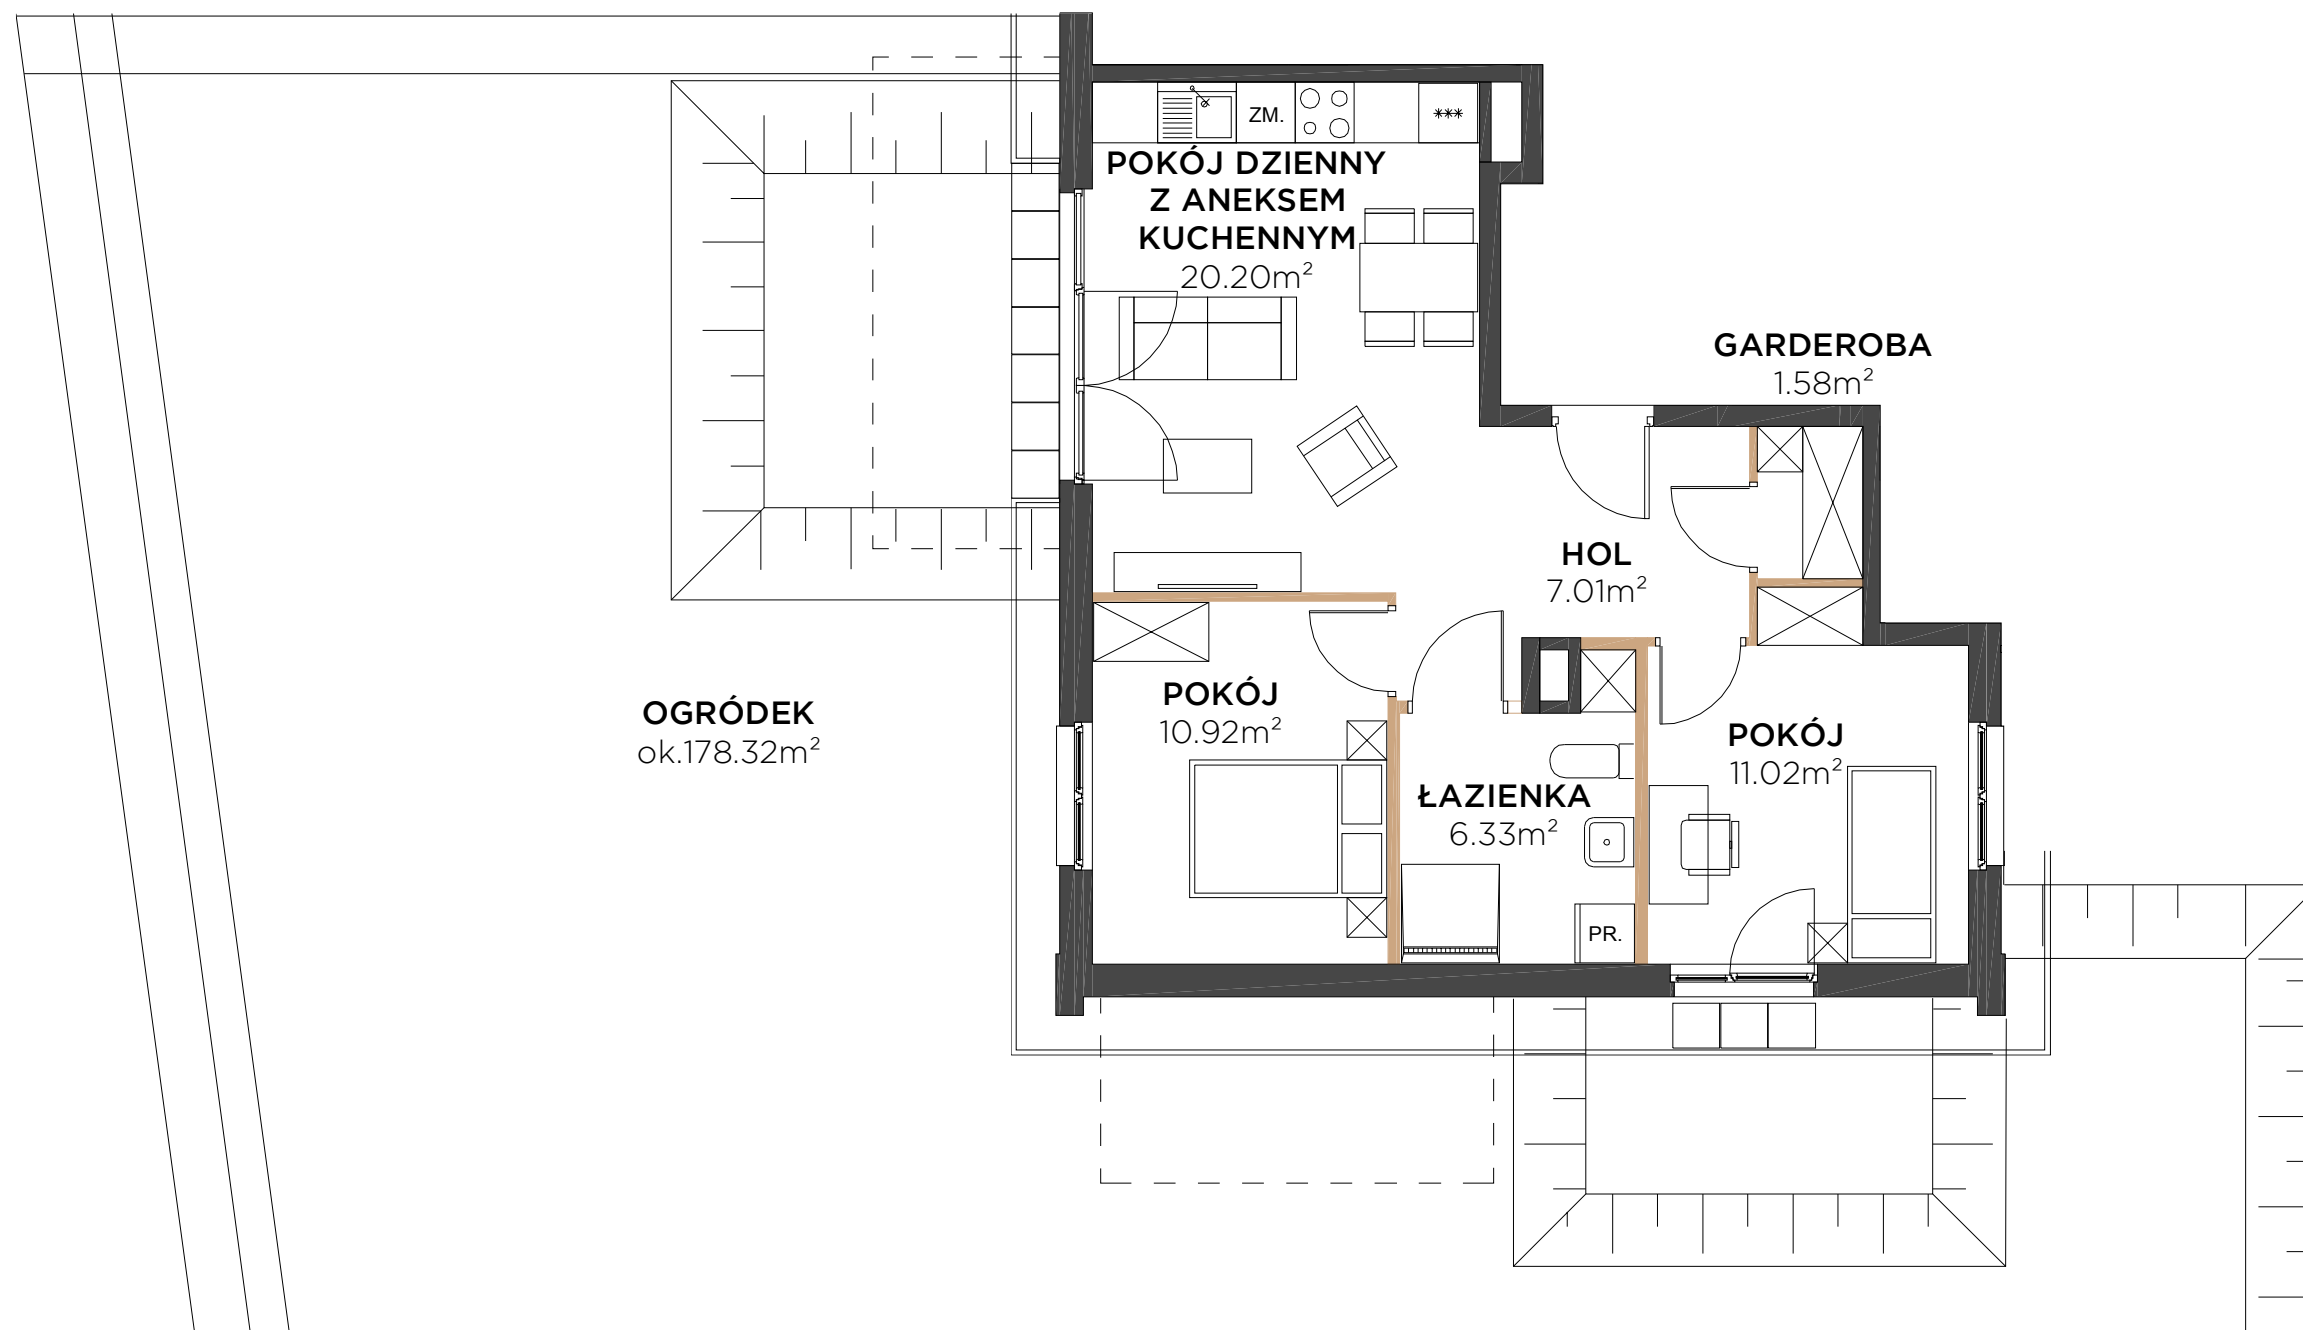 ZM.
***
POKÓJ DZIENNY
Z ANEKSEM
KUCHENNYM
20.20m²
GARDEROBA
1.58m²
HOL
7.01m²
OGRÓDEK
ok.178.32m²
POKÓJ
10.92m²
ŁAZIENKA
6.33m²
POKÓJ
11.02m²
PR.